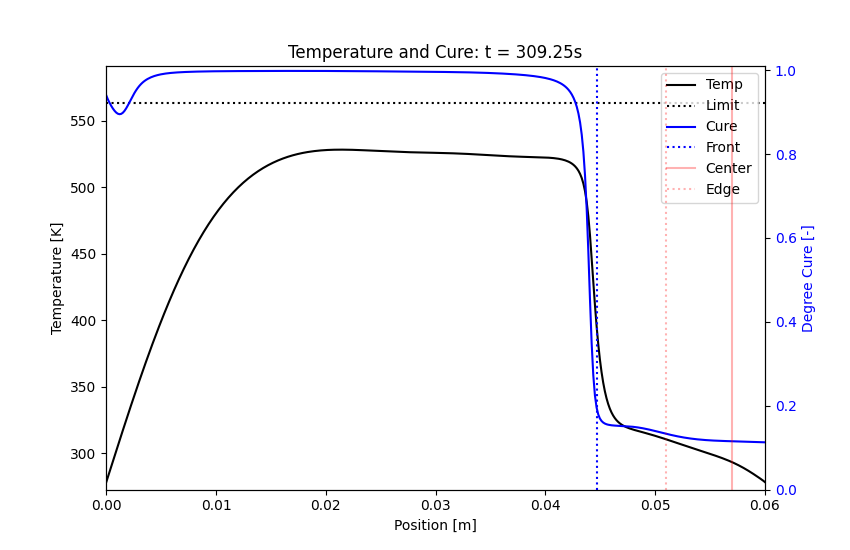 Temperature and Cure: t = 309.25s
Temp
Limit
Cure
Front
Center
Edge
550
500
450
400
350
300
Temperature [K]
1.0
0.8
0.6
0.4
0.2
0.0
Degree Cure [-]
0.00 0.01 0.02 0.03 0.04 0.05 0.06
Position [m]